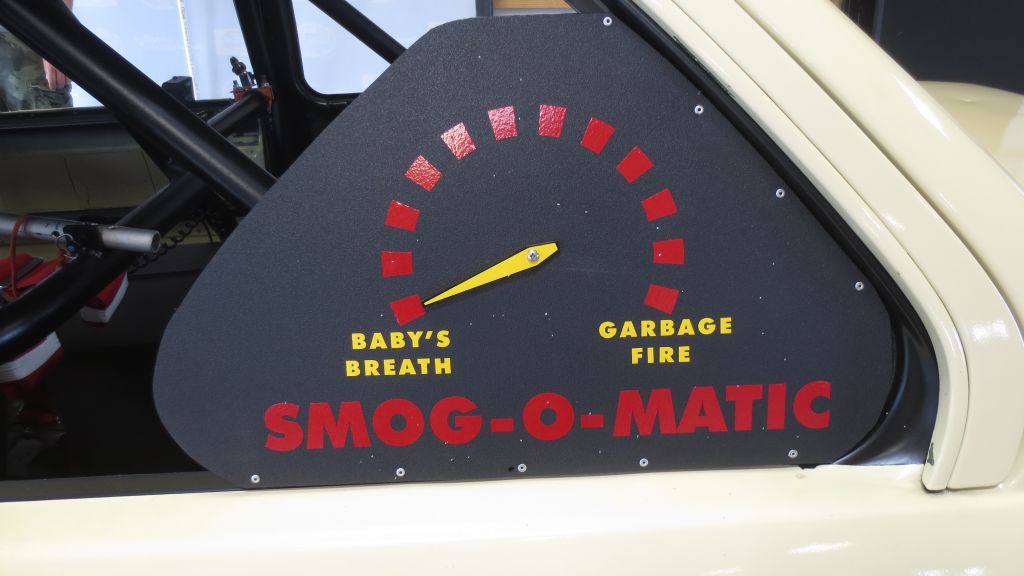 BABY'S
BREATH
GARBAGE
FIRE
SMOG-O-MATIC